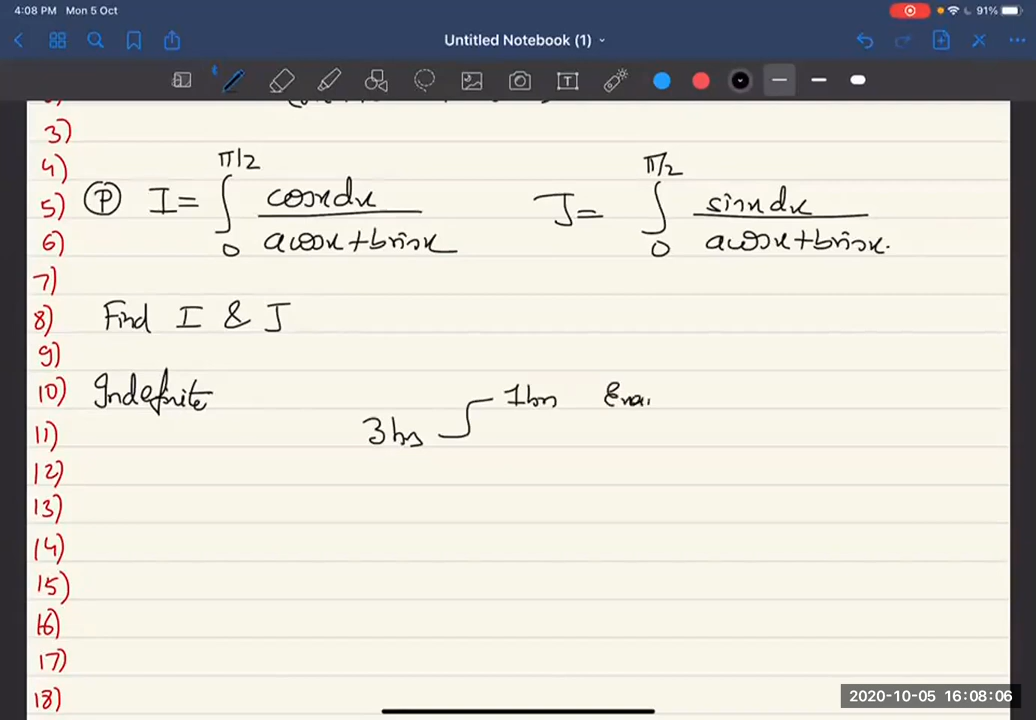 4:08 PM Mon 5 Oct
91%
Untitled Notebook (1)
3)
4)
5) (P) I = ∫₀^{π/2} cosx dx / (a cosx + b sinx) J = ∫₀^{π/2} sinx dx / (a cosx + b sinx).
6)
7)
8) Find I & J
9)
10) Indefinite 1hrs
11) 3hrs
12)
13)
14)
15)
16)
17)
18)
2020-10-05 16:08:06